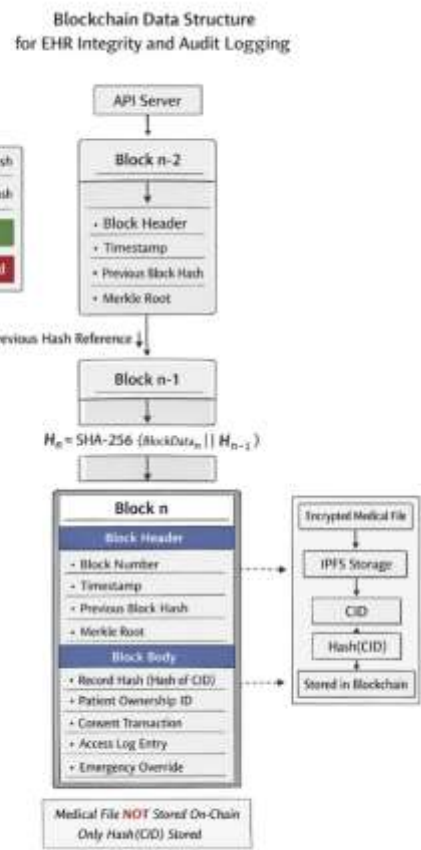 Blockchain Data Structure
for EHR Integrity and Audit Logging
API Server
Block n-2
• Block Header
• Timestamp
• Previous Block Hash
• Merkle Root
sh
sh
l
evious Hash Reference ↓
Block n-1
Hₙ = SHA-256 (BlockDataₙ || Hₙ₋₁)
Block n
Block Header
• Block Number
• Timestamp
• Previous Block Hash
• Merkle Root
Block Body
• Record Hash (Hash of CID)
• Patient Ownership ID
• Consent Transaction
• Access Log Entry
• Emergency Override
Encrypted Medical File
IPFS Storage
CID
Hash(CID)
Stored in Blockchain
Medical File NOT Stored On-Chain
Only Hash(CID) Stored